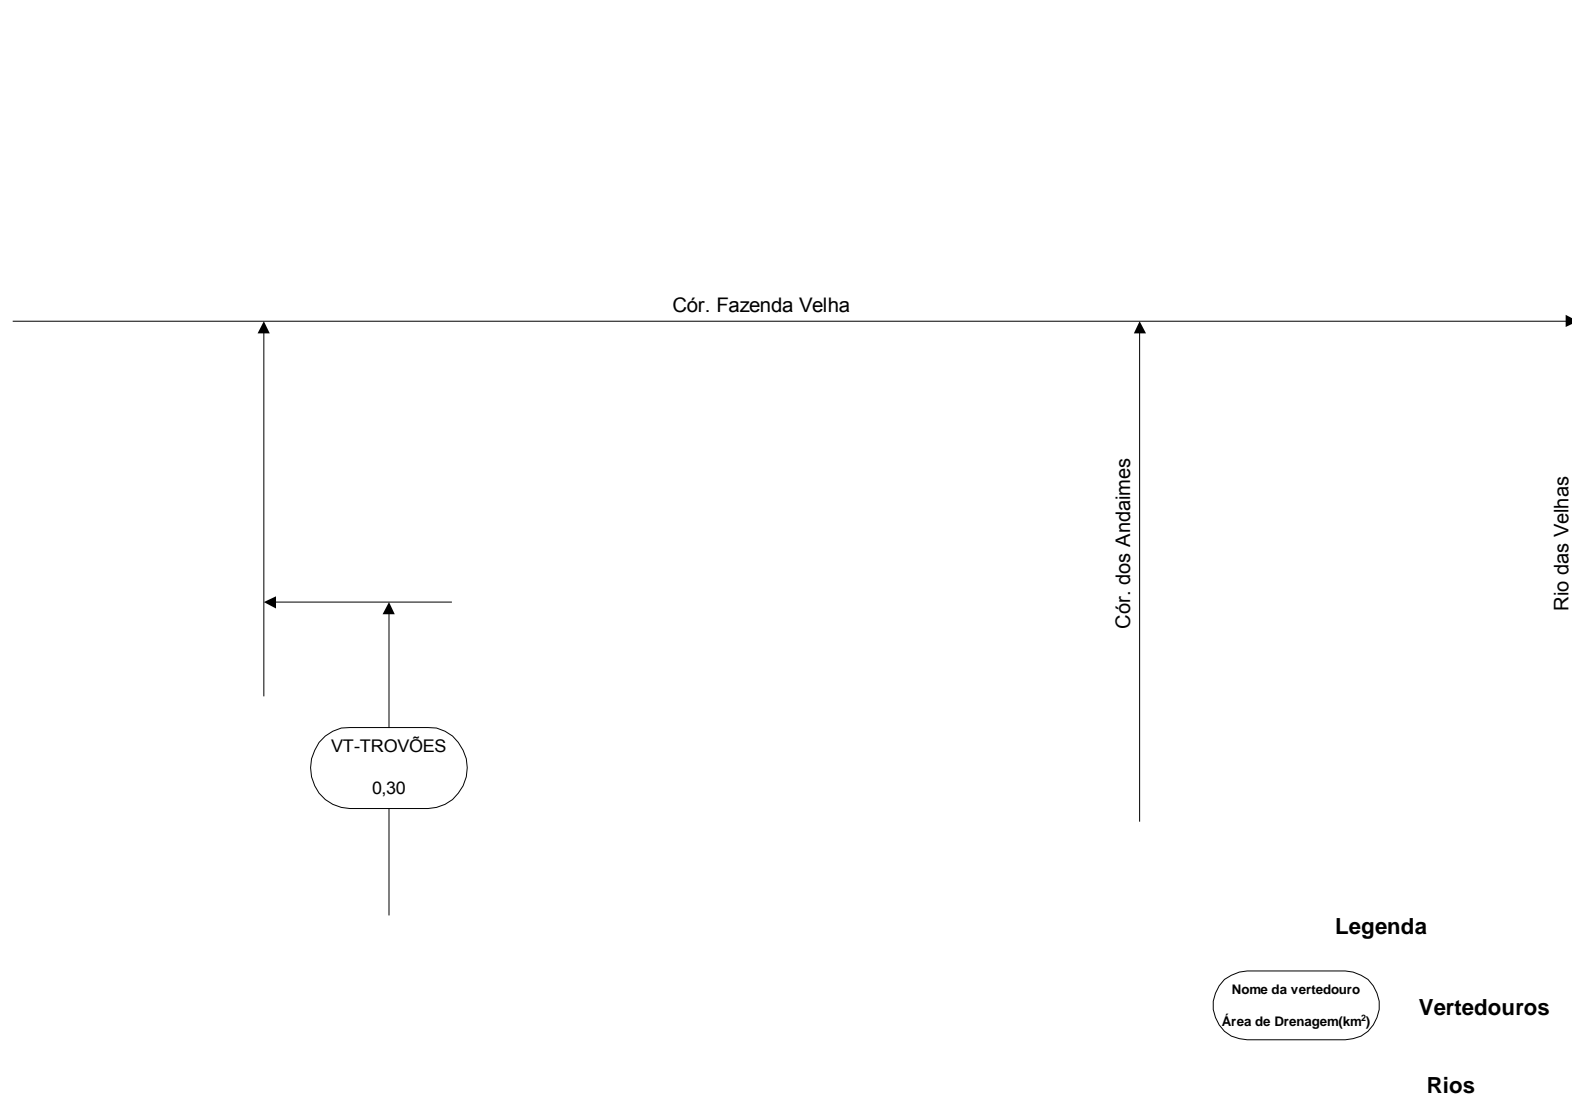 Cór. Fazenda Velha
Cór. dos Andaimes
Rio das Velhas
VT-TROVÕES
0,30
Legenda
Nome da vertedouro
Área de Drenagem(km²)
Vertedouros
Rios